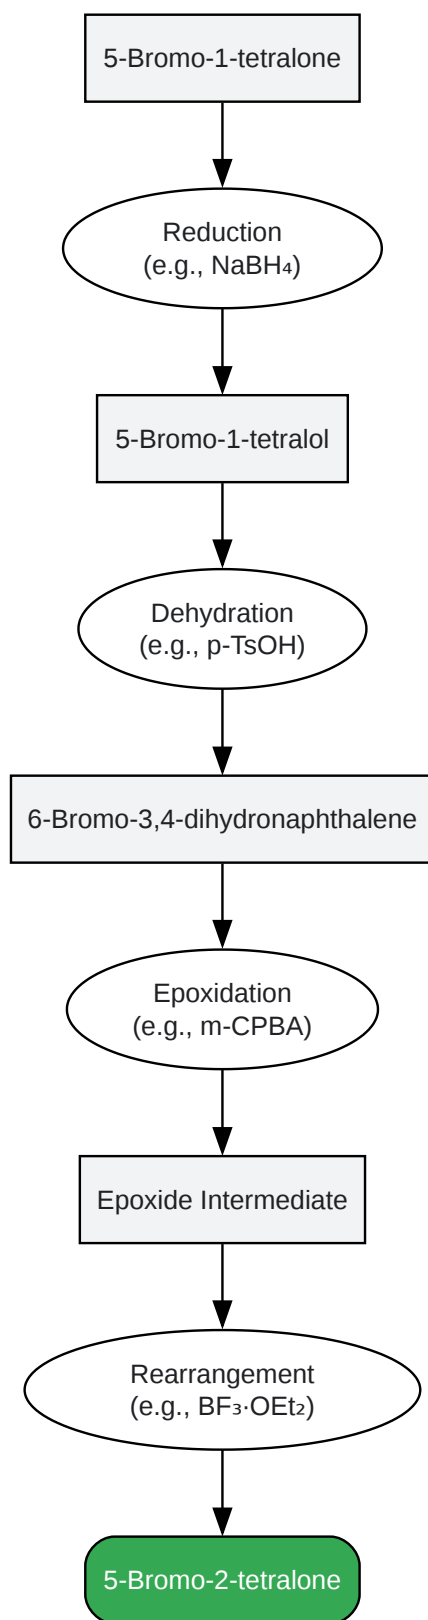 5-Bromo-1-tetralone
Reduction
(e.g., NaBH₄)
5-Bromo-1-tetralol
Dehydration
(e.g., p-TsOH)
6-Bromo-3,4-dihydronaphthalene
Epoxidation
(e.g., m-CPBA)
Epoxide Intermediate
Rearrangement
(e.g., BF₃·OEt₂)
5-Bromo-2-tetralone